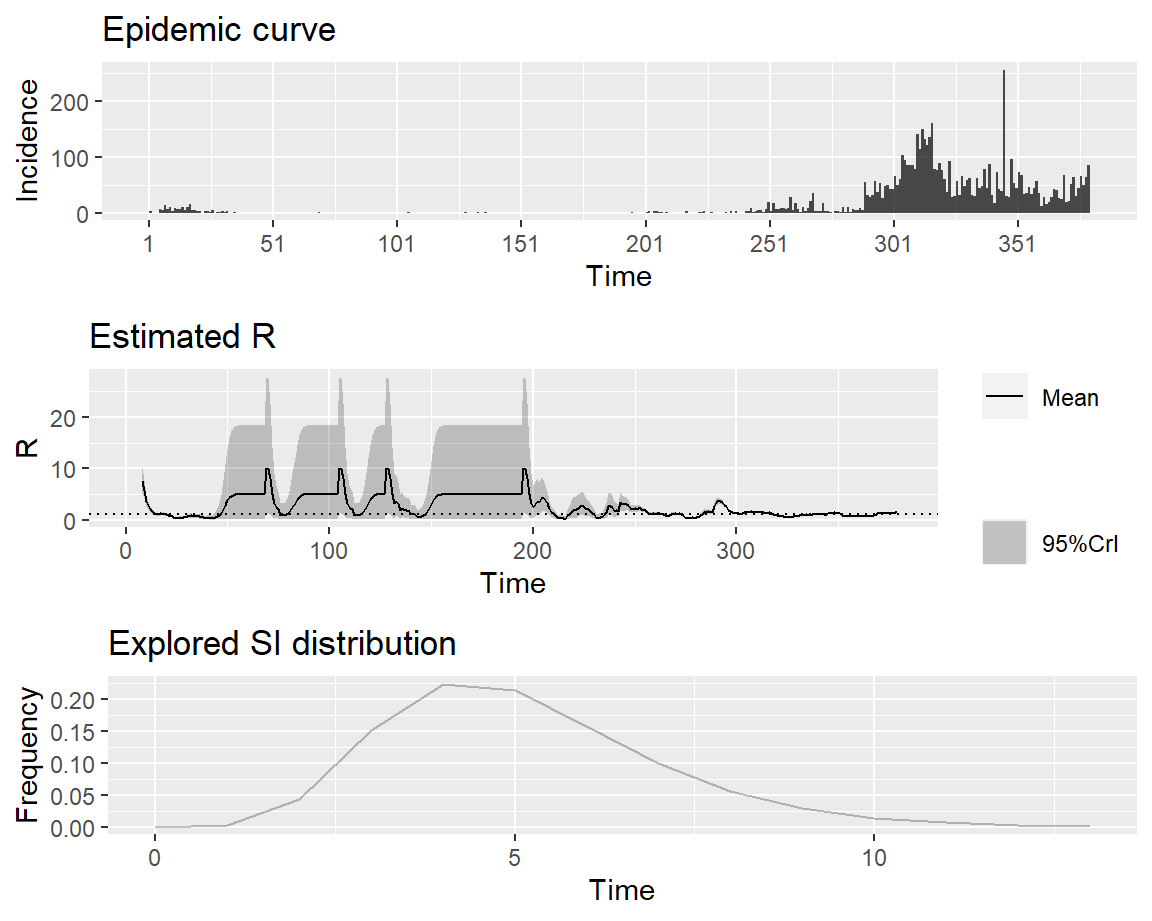 Epidemic curve
Incidence
200
100
0
1 51 101 151 201 251 301 351
Time
Estimated R
R
20
10
0
0 100 200 300
Time
Mean
95%CrI
Explored SI distribution
Frequency
0.20
0.15
0.10
0.05
0.00
0 5 10
Time